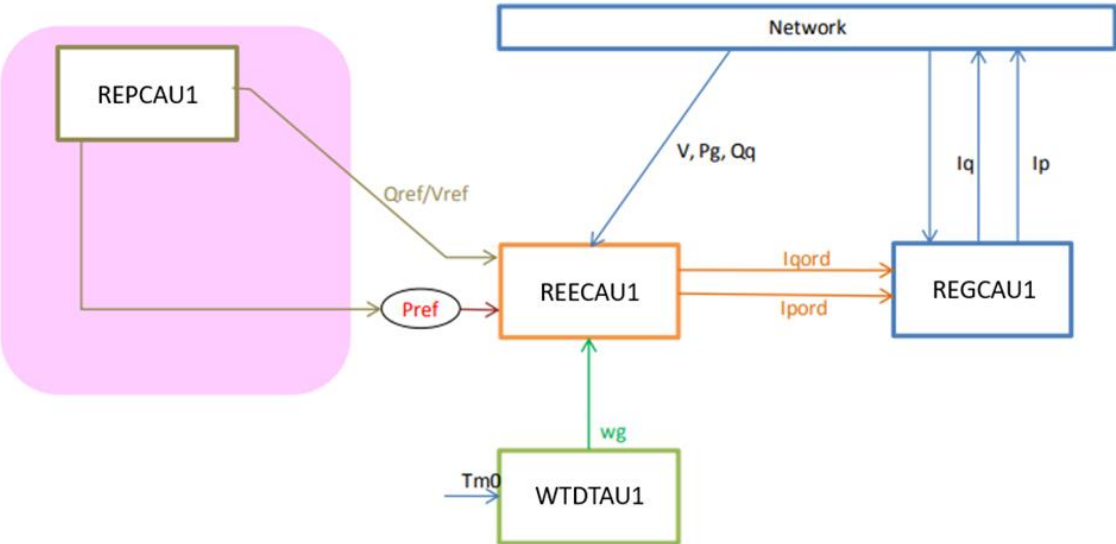 Network
REPCAU1
V, Pg, Qq
Iq
Ip
Qref/Vref
Iqord
REECAU1
REGCAU1
Pref
Ipord
wg
Tm0
WTDTAU1